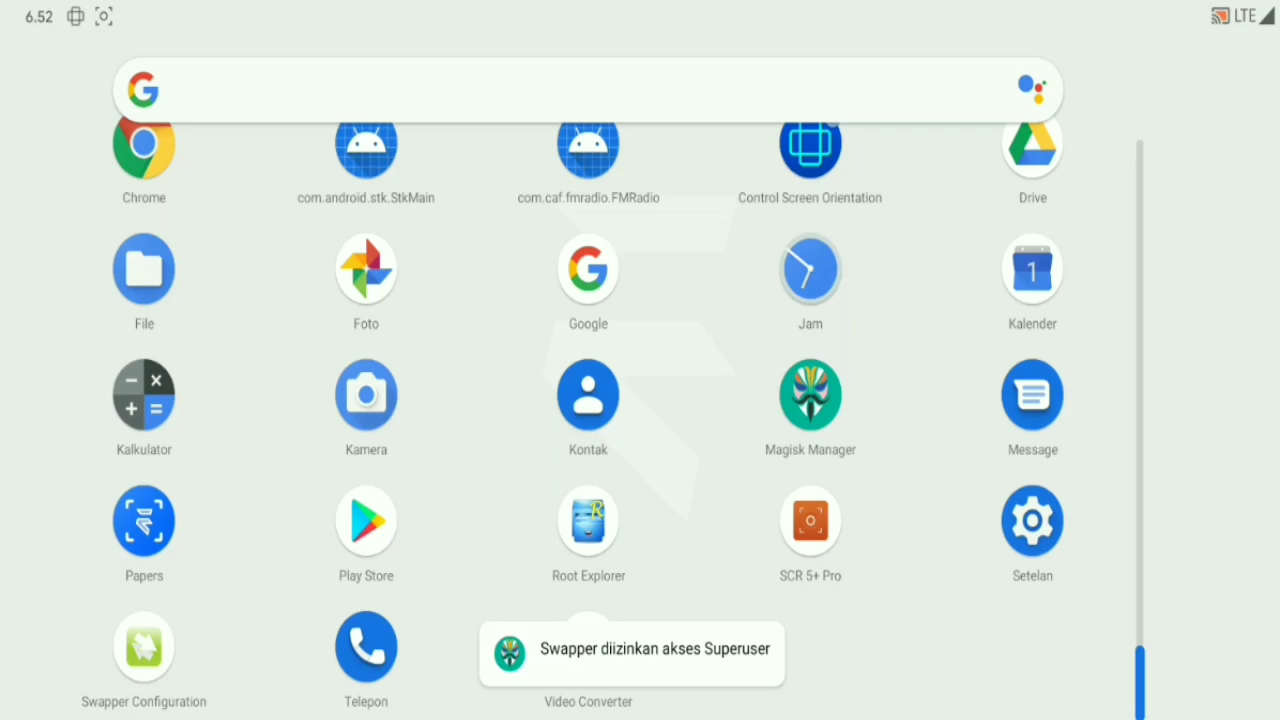 6.52
LTE
Chrome
com.android.stk.StkMain
com.caf.fmradio.FMRadio
Control Screen Orientation
Drive
File
Foto
Google
Jam
Kalender
1
Kalkulator
Kamera
Kontak
Magisk Manager
Message
Papers
Play Store
Root Explorer
SCR 5+ Pro
Setelan
Swapper diizinkan akses Superuser
Swapper Configuration
Telepon
Video Converter